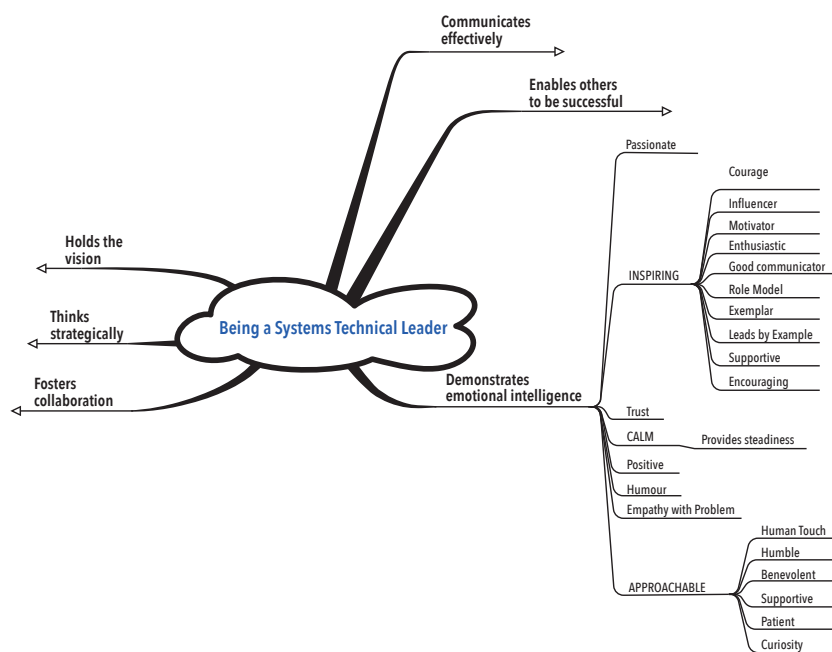 Communicates
effectively
Enables others
to be successful
Holds the
vision
Thinks
strategically
Fosters
collaboration
Being a Systems Technical Leader
Demonstrates
emotional intelligence
Passionate
INSPIRING
Courage
Influencer
Motivator
Enthusiastic
Good communicator
Role Model
Exemplar
Leads by Example
Supportive
Encouraging
Trust
CALM
Provides steadiness
Positive
Humour
Empathy with Problem
APPROACHABLE
Human Touch
Humble
Benevolent
Supportive
Patient
Curiosity